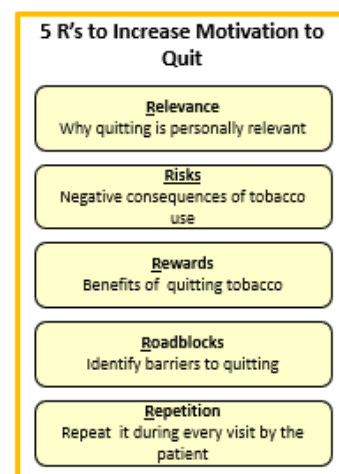 5 R's to Increase Motivation to
Quit
Relevance
Why quitting is personally relevant
Risks
Negative consequences of tobacco
use
Rewards
Benefits of quitting tobacco
Roadblocks
Identify barriers to quitting
Repetition
Repeat it during every visit by the
patient